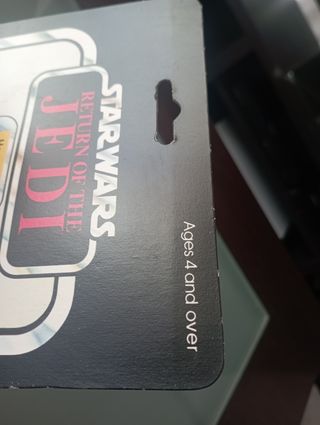 STAR WARS
RETURN OF THE
JEDI
Ages 4 and over